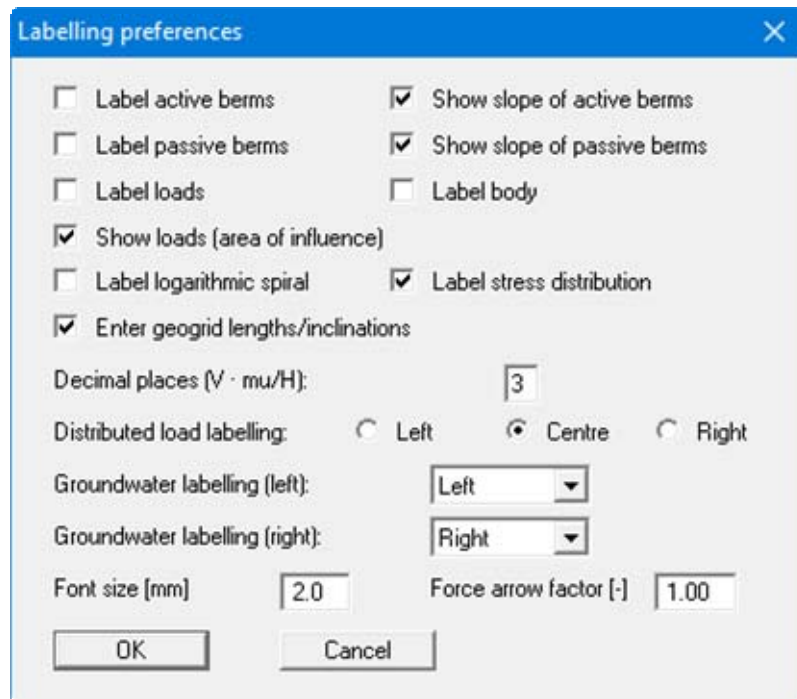 Labelling preferences
Label active berms Show slope of active berms
Label passive berms Show slope of passive berms
Label loads Label body
Show loads (area of influence)
Label logarithmic spiral Label stress distribution
Enter geogrid lengths/inclinations
Decimal places (V · mu/H): 3
Distributed load labelling: Left Centre Right
Groundwater labelling (left): Left
Groundwater labelling (right): Right
Font size [mm] 2.0 Force arrow factor [-] 1.00
OK Cancel